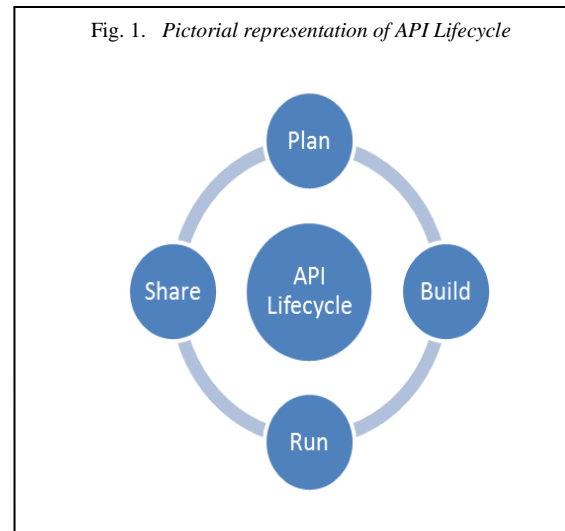 Fig. 1. Pictorial representation of API Lifecycle
Plan
Share
API
Lifecycle
Build
Run